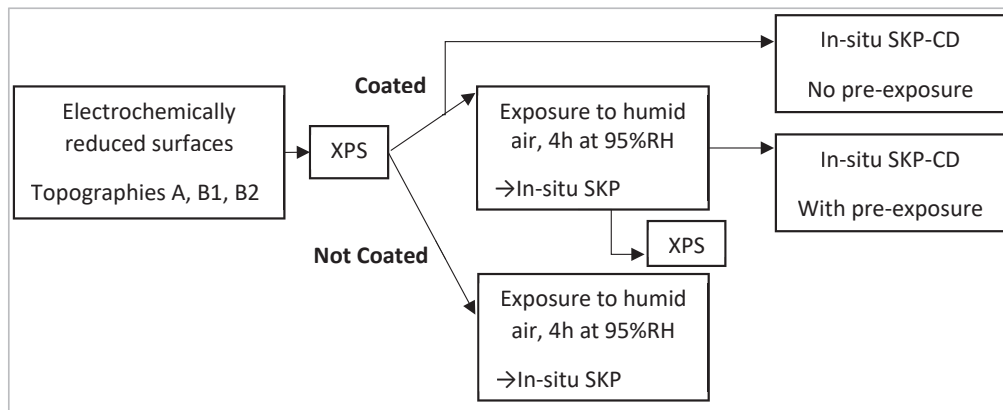 Electrochemically
reduced surfaces
Topographies A, B1, B2
XPS
Coated
Not Coated
Exposure to humid
air, 4h at 95%RH
→In-situ SKP
XPS
Exposure to humid
air, 4h at 95%RH
→In-situ SKP
In-situ SKP-CD
No pre-exposure
In-situ SKP-CD
With pre-exposure